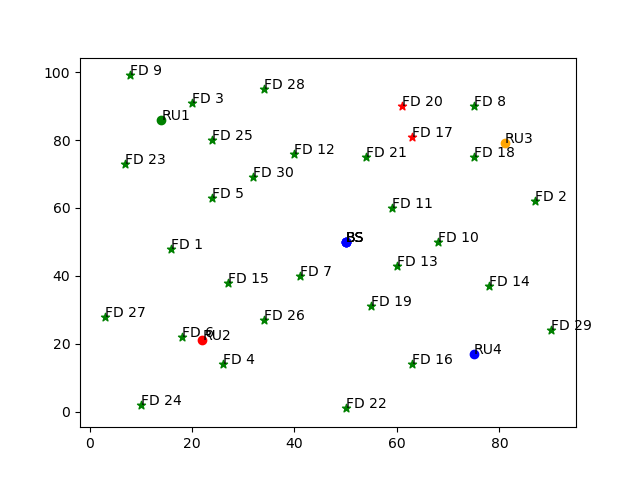 FD 9
FD 28
FD 3
FD 20
FD 8
RU1
FD 25
FD 17
RU3
FD 12
FD 21
FD 18
FD 23
FD 30
FD 5
FD 2
FD 11
BS
FD 10
FD 1
FD 13
FD 7
FD 15
FD 14
FD 19
FD 27
FD 26
FD 29
FD 6
RU2
RU4
FD 4
FD 16
FD 24
FD 22
100
80
60
40
20
0
0
20
40
60
80